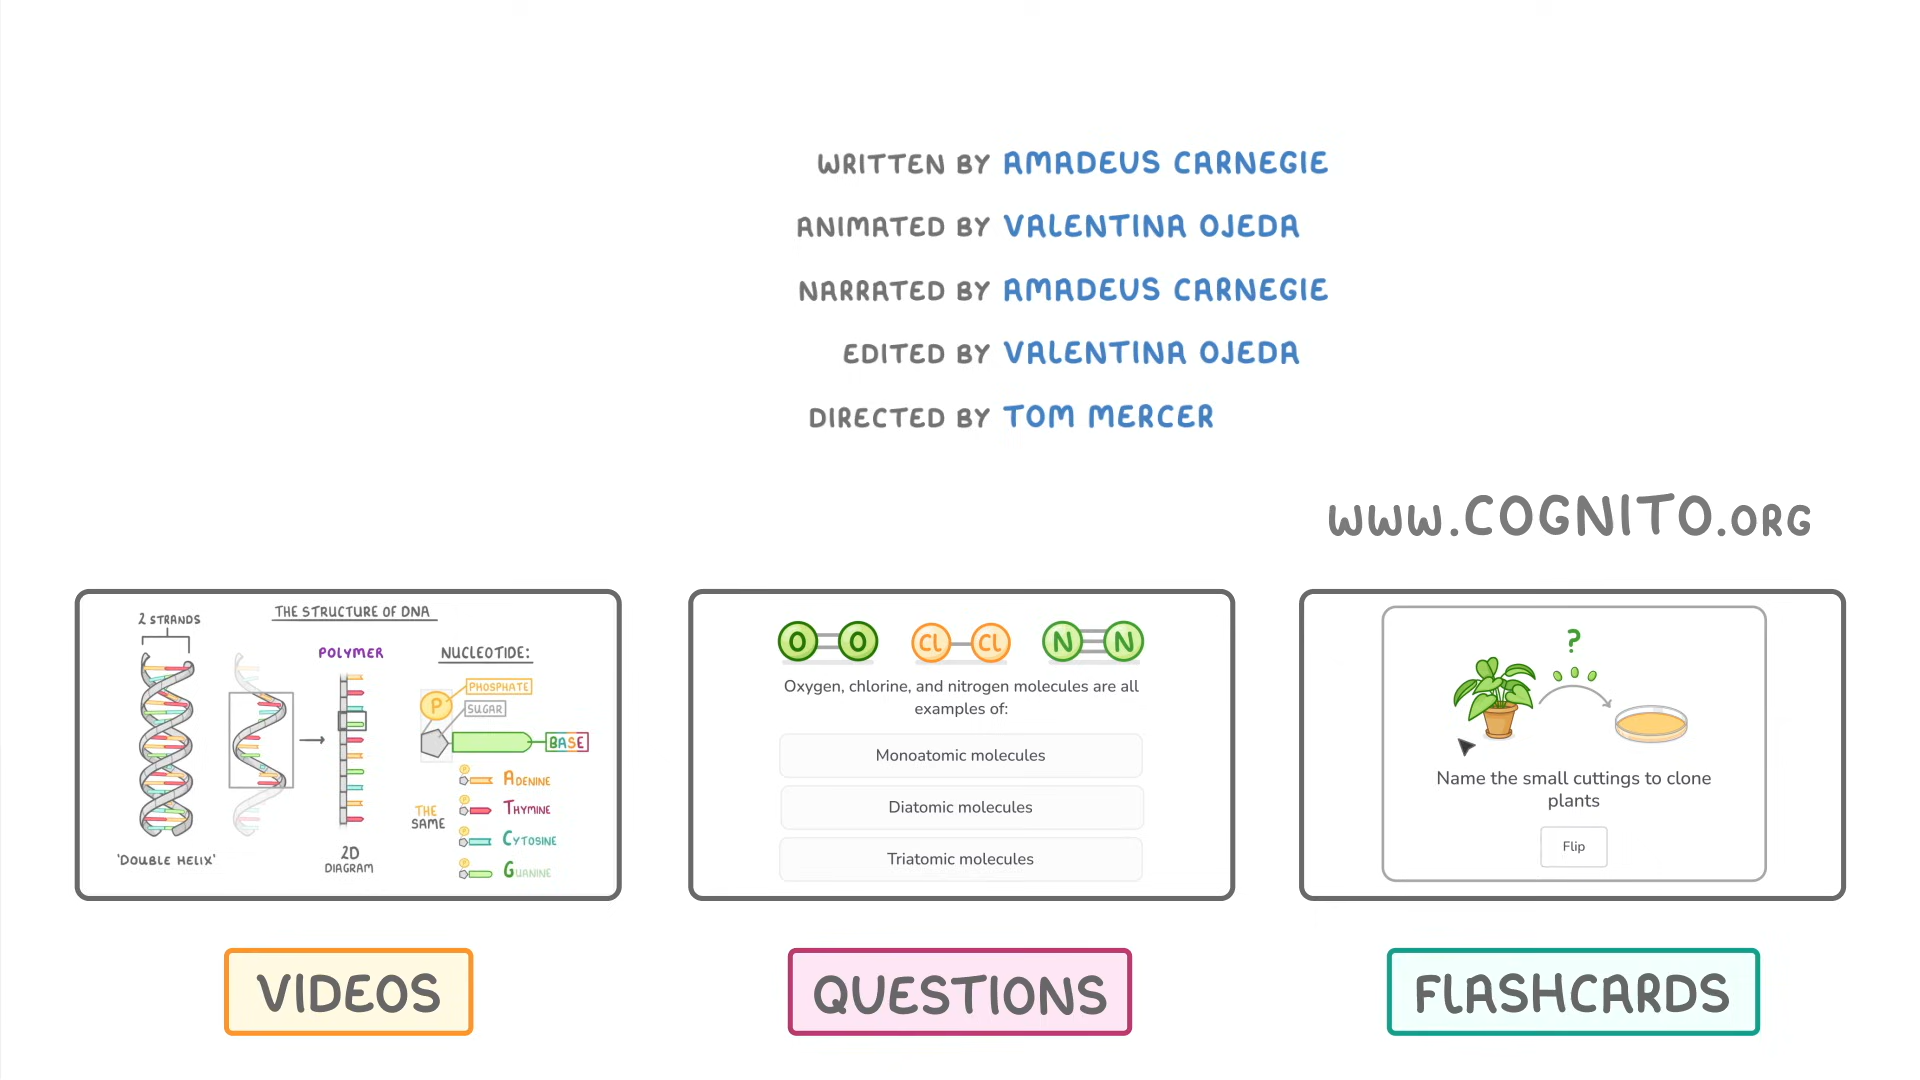 WRITTEN BY AMADEUS CARNEGIE
ANIMATED BY VALENTINA OJEDA
NARRATED BY AMADEUS CARNEGIE
EDITED BY VALENTINA OJEDA
DIRECTED BY TOM MERCER
www.COGNITO.ORG
THE STRUCTURE OF DNA
2 STRANDS
POLYMER
NUCLEOTIDE:
PHOSPHATE
P
SUGAR
BASE
ADENINE
THE
SAME
THYMINE
CYTOSINE
GUANINE
'DOUBLE HELIX'
2D
DIAGRAM
O O Cl Cl N N
Oxygen, chlorine, and nitrogen molecules are all
examples of:
Monoatomic molecules
Diatomic molecules
Triatomic molecules
?
Name the small cuttings to clone
plants
Flip
VIDEOS
QUESTIONS
FLASHCARDS